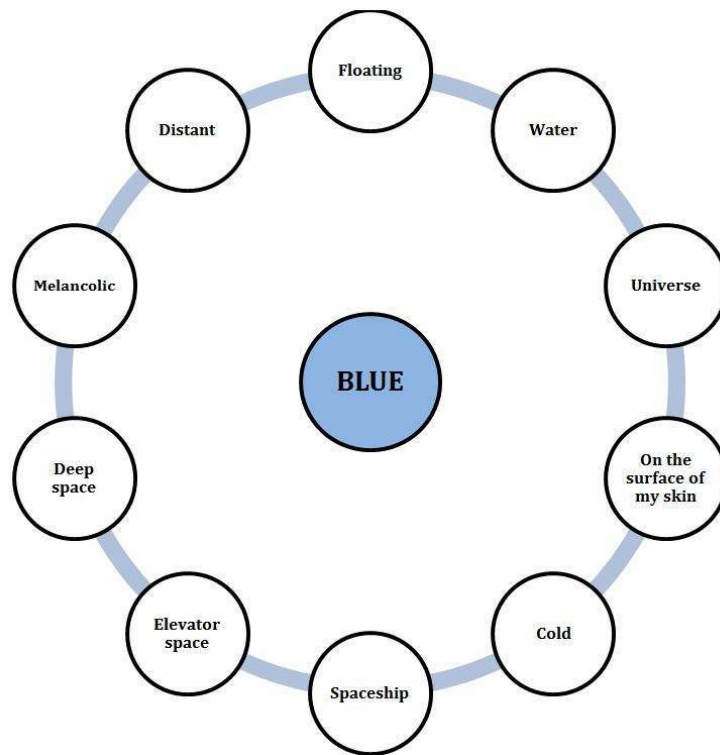 Floating
Water
Universe
On the
surface of
my skin
Cold
Spaceship
Elevator
space
Deep
space
Melancolic
Distant
BLUE